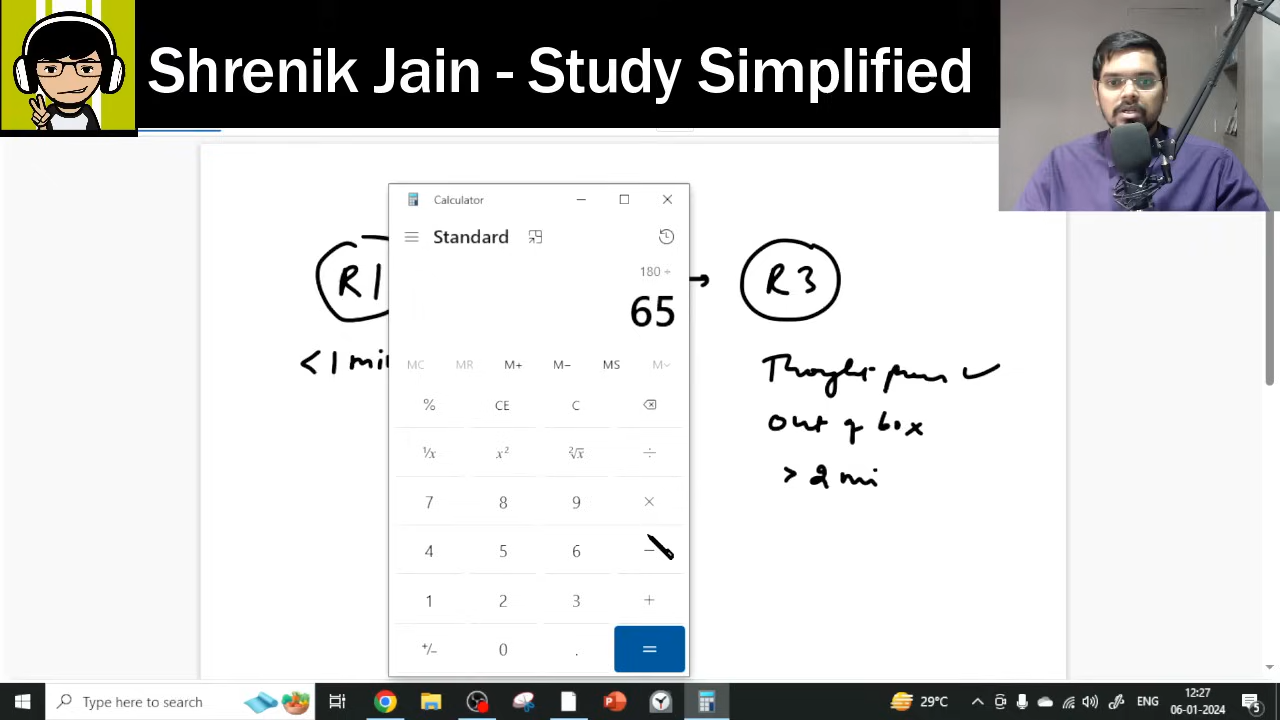 Shrenik Jain - Study Simplified
Calculator
Standard
180 ÷
65
MC MR M+ M− MS M˅
% CE C
¹/x x² ²√x ÷
7 8 9 ×
4 5 6 −
1 2 3 +
+/− 0 . =
R1
→ R3
<1 mi
Thought
out of box
> 2 mi
Type here to search
29°C
ENG
12:27
06-01-2024
5